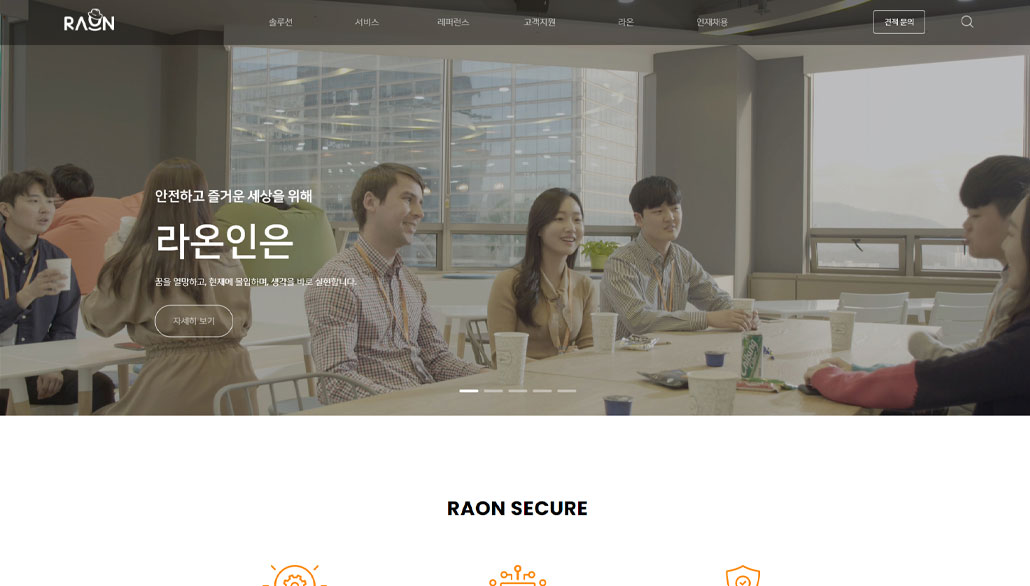 RAON
솔루션 서비스 레퍼런스 고객지원 라온 인재채용 견적 문의
안전하고 즐거운 세상을 위해
라온인은
꿈을 열망하고, 현재에 몰입하며, 생각을 바로 실현합니다.
자세히 보기
RAON SECURE